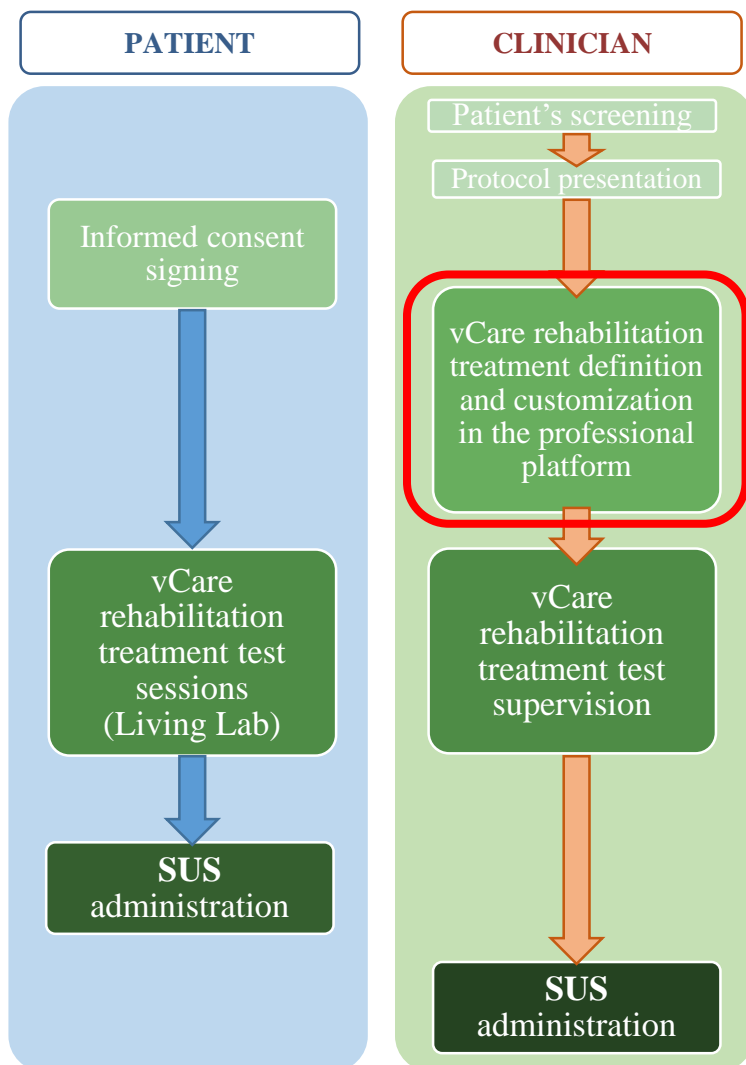 PATIENT
Informed consent
signing
vCare
rehabilitation
treatment test
sessions
(Living Lab)
SUS
administration
CLINICIAN
Patient's screening
Protocol presentation
vCare rehabilitation
treatment definition
and customization
in the professional
platform
vCare
rehabilitation
treatment test
supervision
SUS
administration